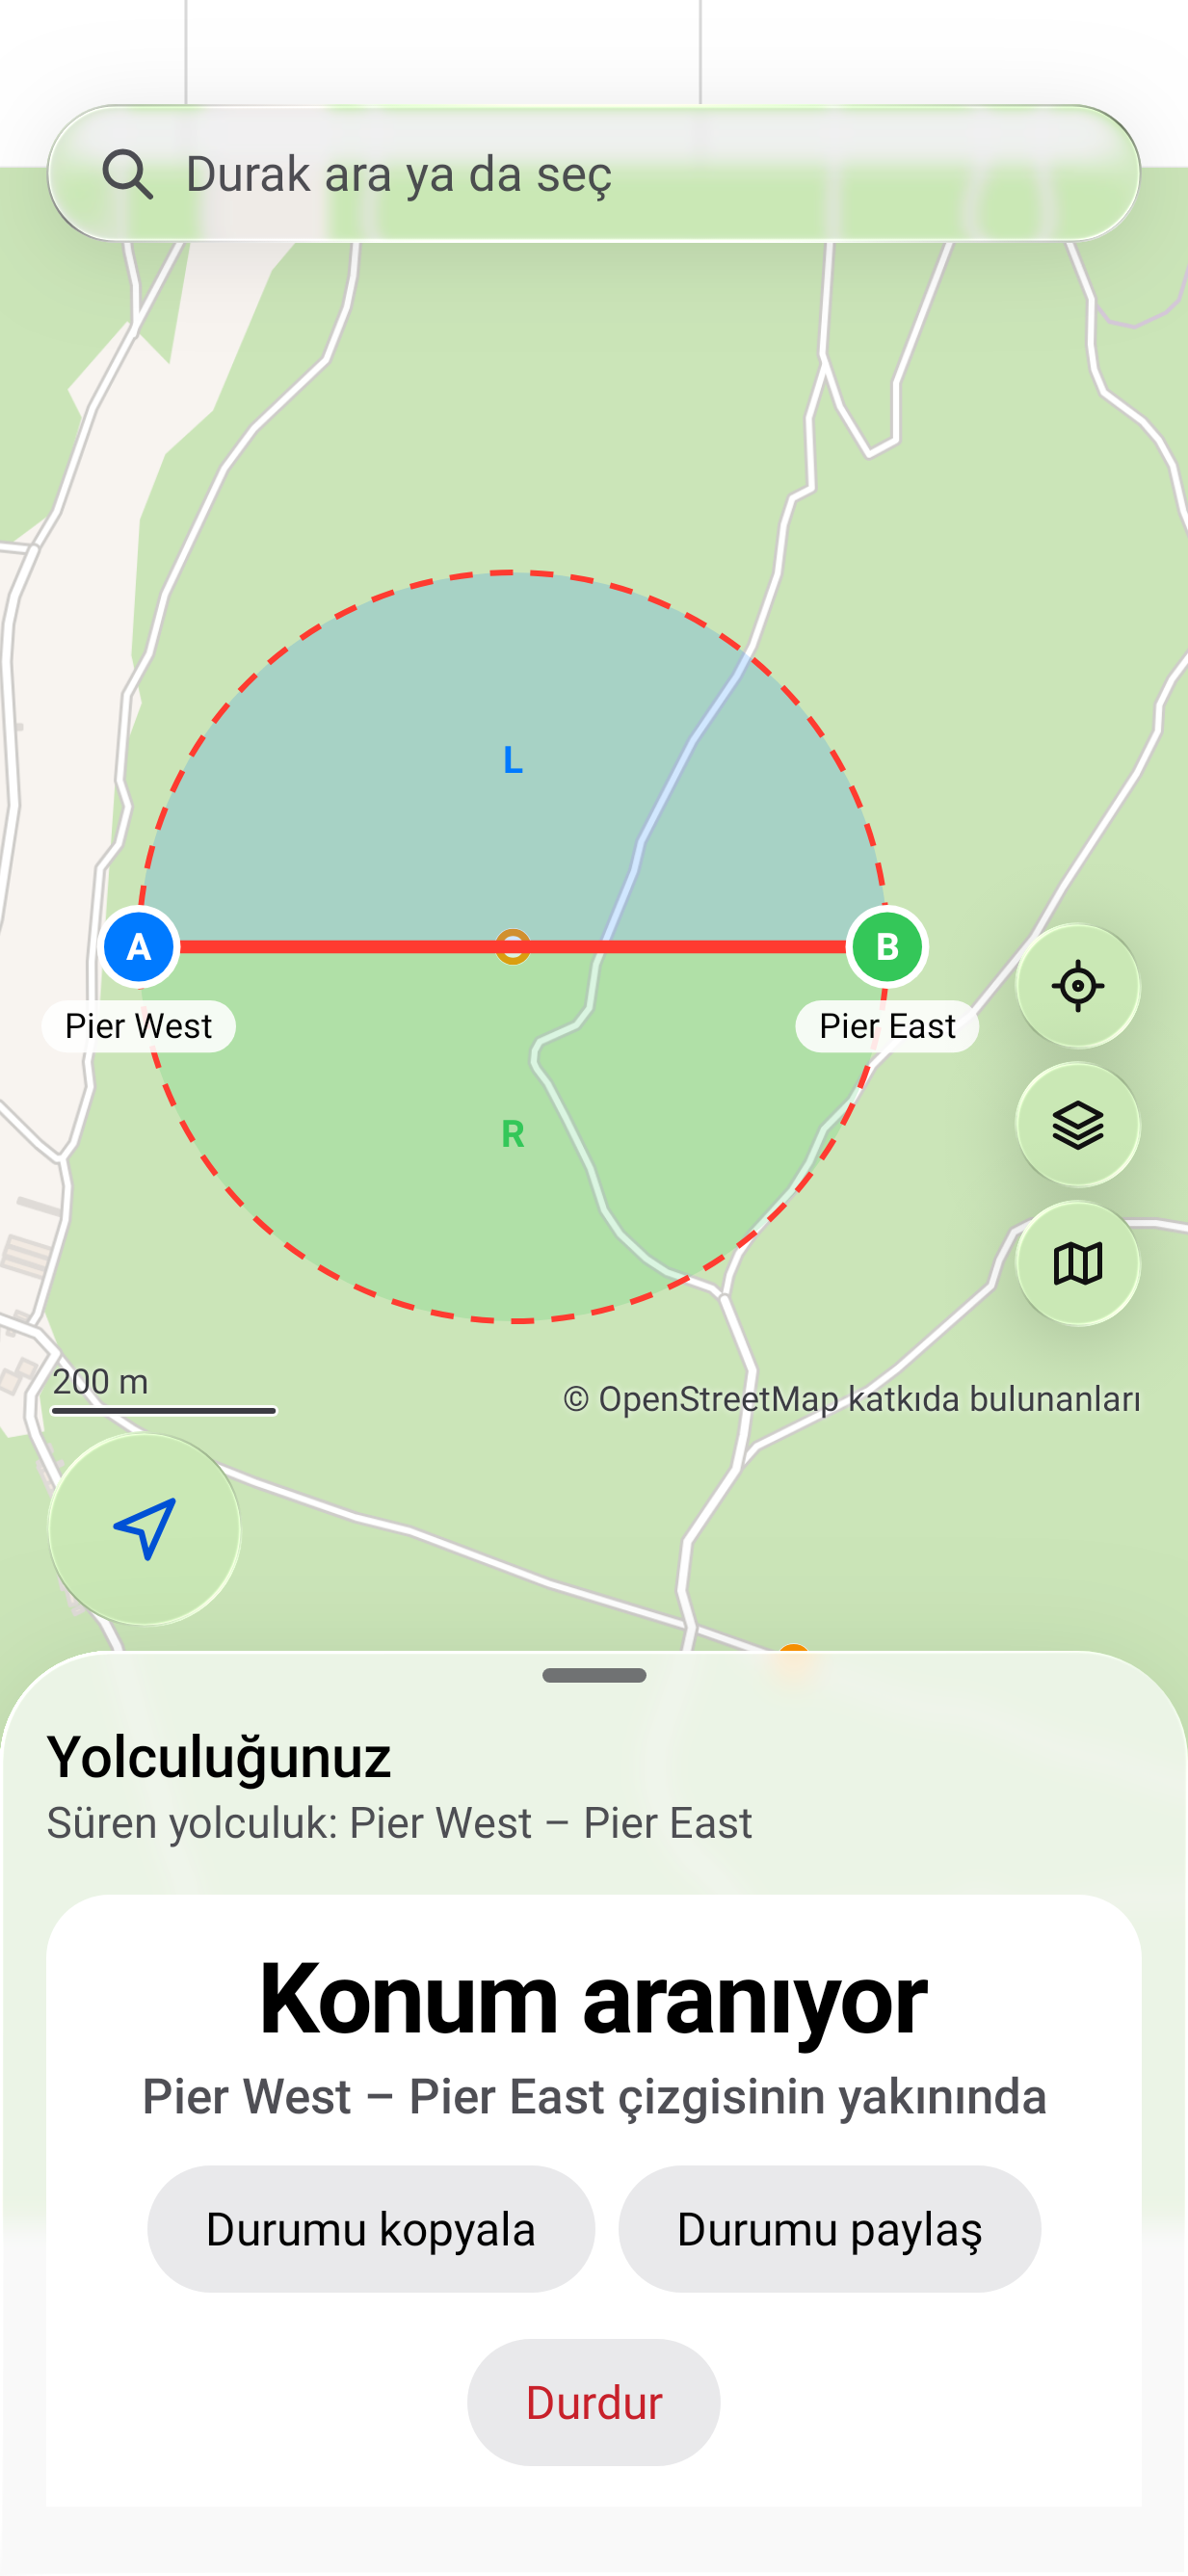 Durak ara ya da seç
L
A
B
Pier West
Pier East
R
200 m
© OpenStreetMap katkıda bulunanları
Yolculuğunuz
Süren yolculuk: Pier West – Pier East
Konum aranıyor
Pier West – Pier East çizgisinin yakınında
Durumu kopyala
Durumu paylaş
Durdur